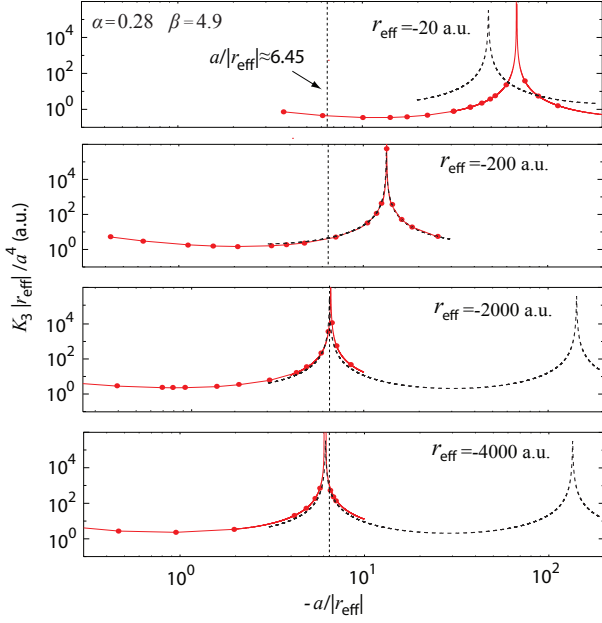 α=0.28 β=4.9
r_eff=-20 a.u.
a/|r_eff|≈6.45
10^6
10^4
10^2
10^0
r_eff=-200 a.u.
10^4
10^2
10^0
K_3 |r_eff| /a^4 (a.u.)
r_eff=-2000 a.u.
10^4
10^2
10^0
r_eff=-4000 a.u.
10^4
10^2
10^0
10^0 10^1 10^2
-a/|r_eff|